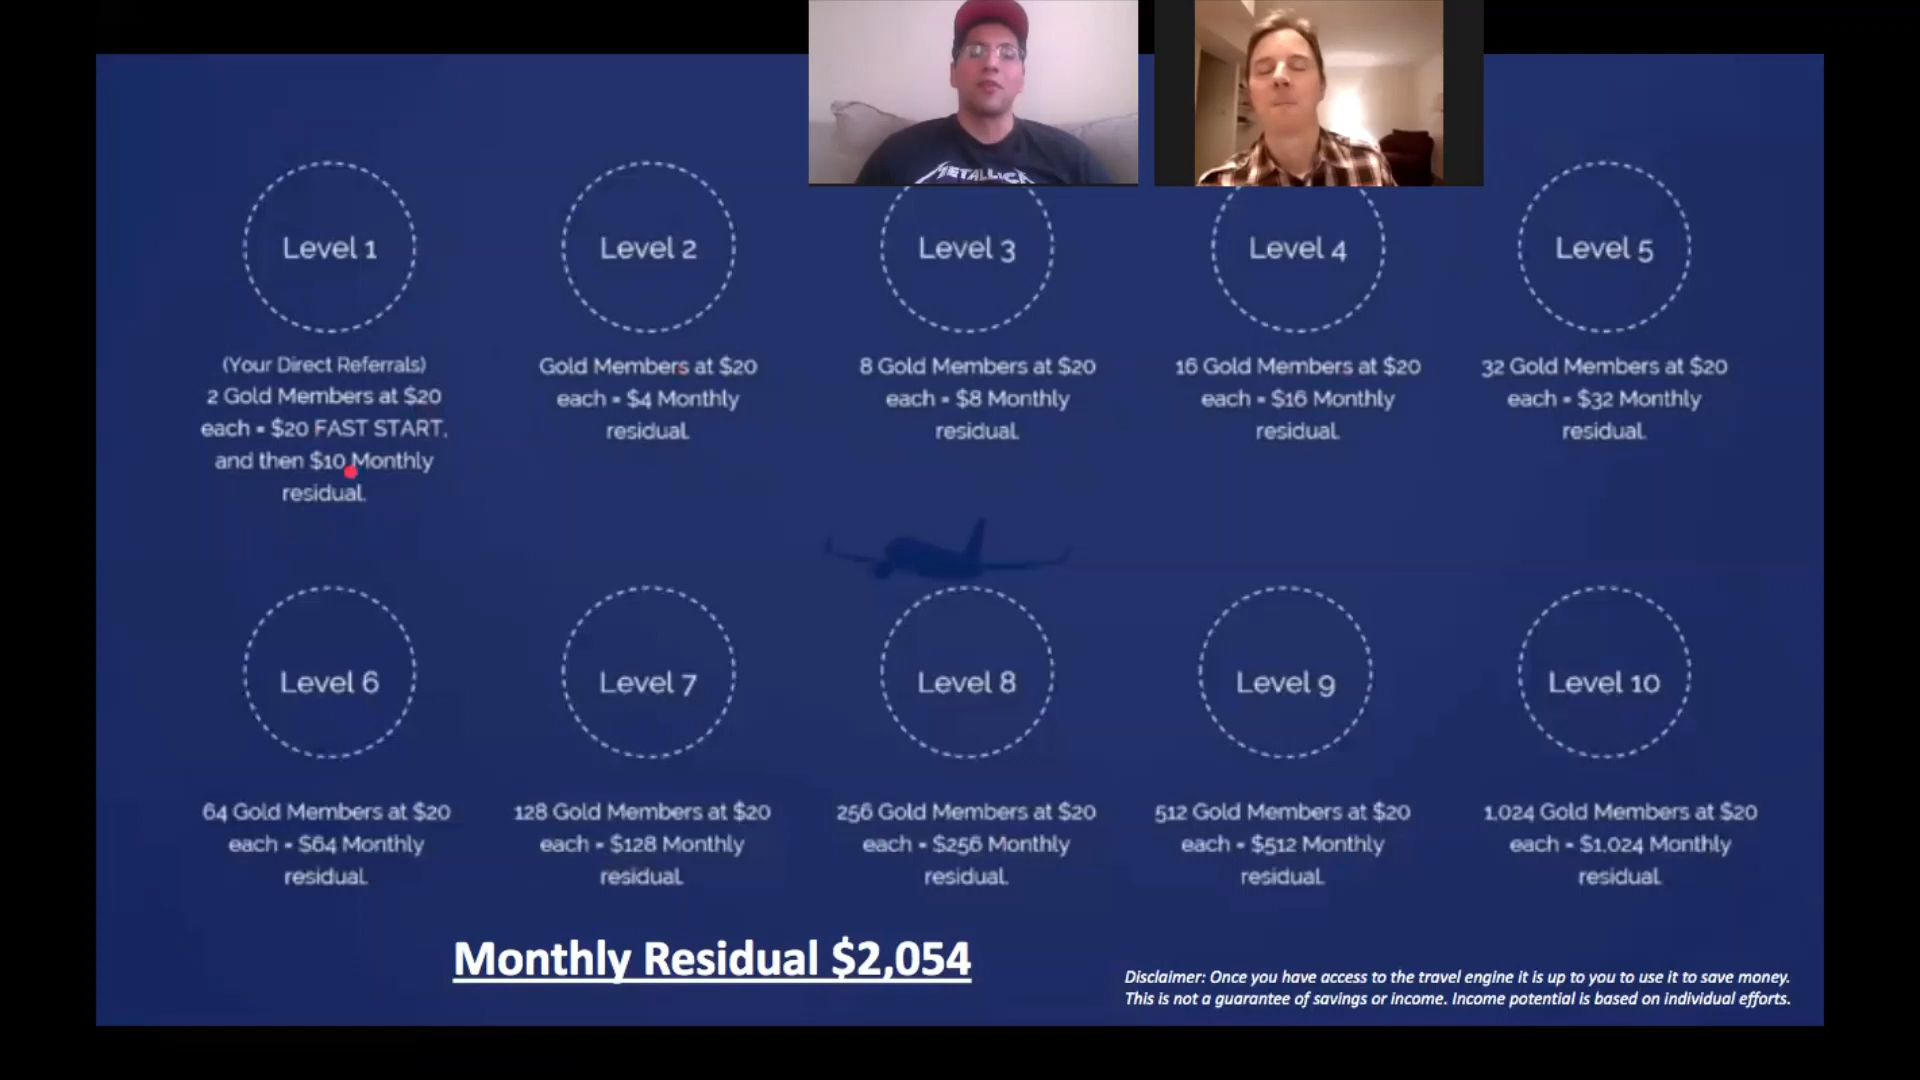 METALLICA
Level 1
(Your Direct Referrals)
2 Gold Members at $20
each = $20 FAST START,
and then $10 Monthly
residual.
Level 2
Gold Members at $20
each = $4 Monthly
residual.
Level 3
8 Gold Members at $20
each = $8 Monthly
residual.
Level 4
16 Gold Members at $20
each = $16 Monthly
residual.
Level 5
32 Gold Members at $20
each = $32 Monthly
residual.
Level 6
64 Gold Members at $20
each = $64 Monthly
residual.
Level 7
128 Gold Members at $20
each = $128 Monthly
residual.
Level 8
256 Gold Members at $20
each = $256 Monthly
residual.
Level 9
512 Gold Members at $20
each = $512 Monthly
residual.
Level 10
1,024 Gold Members at $20
each = $1,024 Monthly
residual.
Monthly Residual $2,054
Disclaimer: Once you have access to the travel engine it is up to you to use it to save money.
This is not a guarantee of savings or income. Income potential is based on individual efforts.